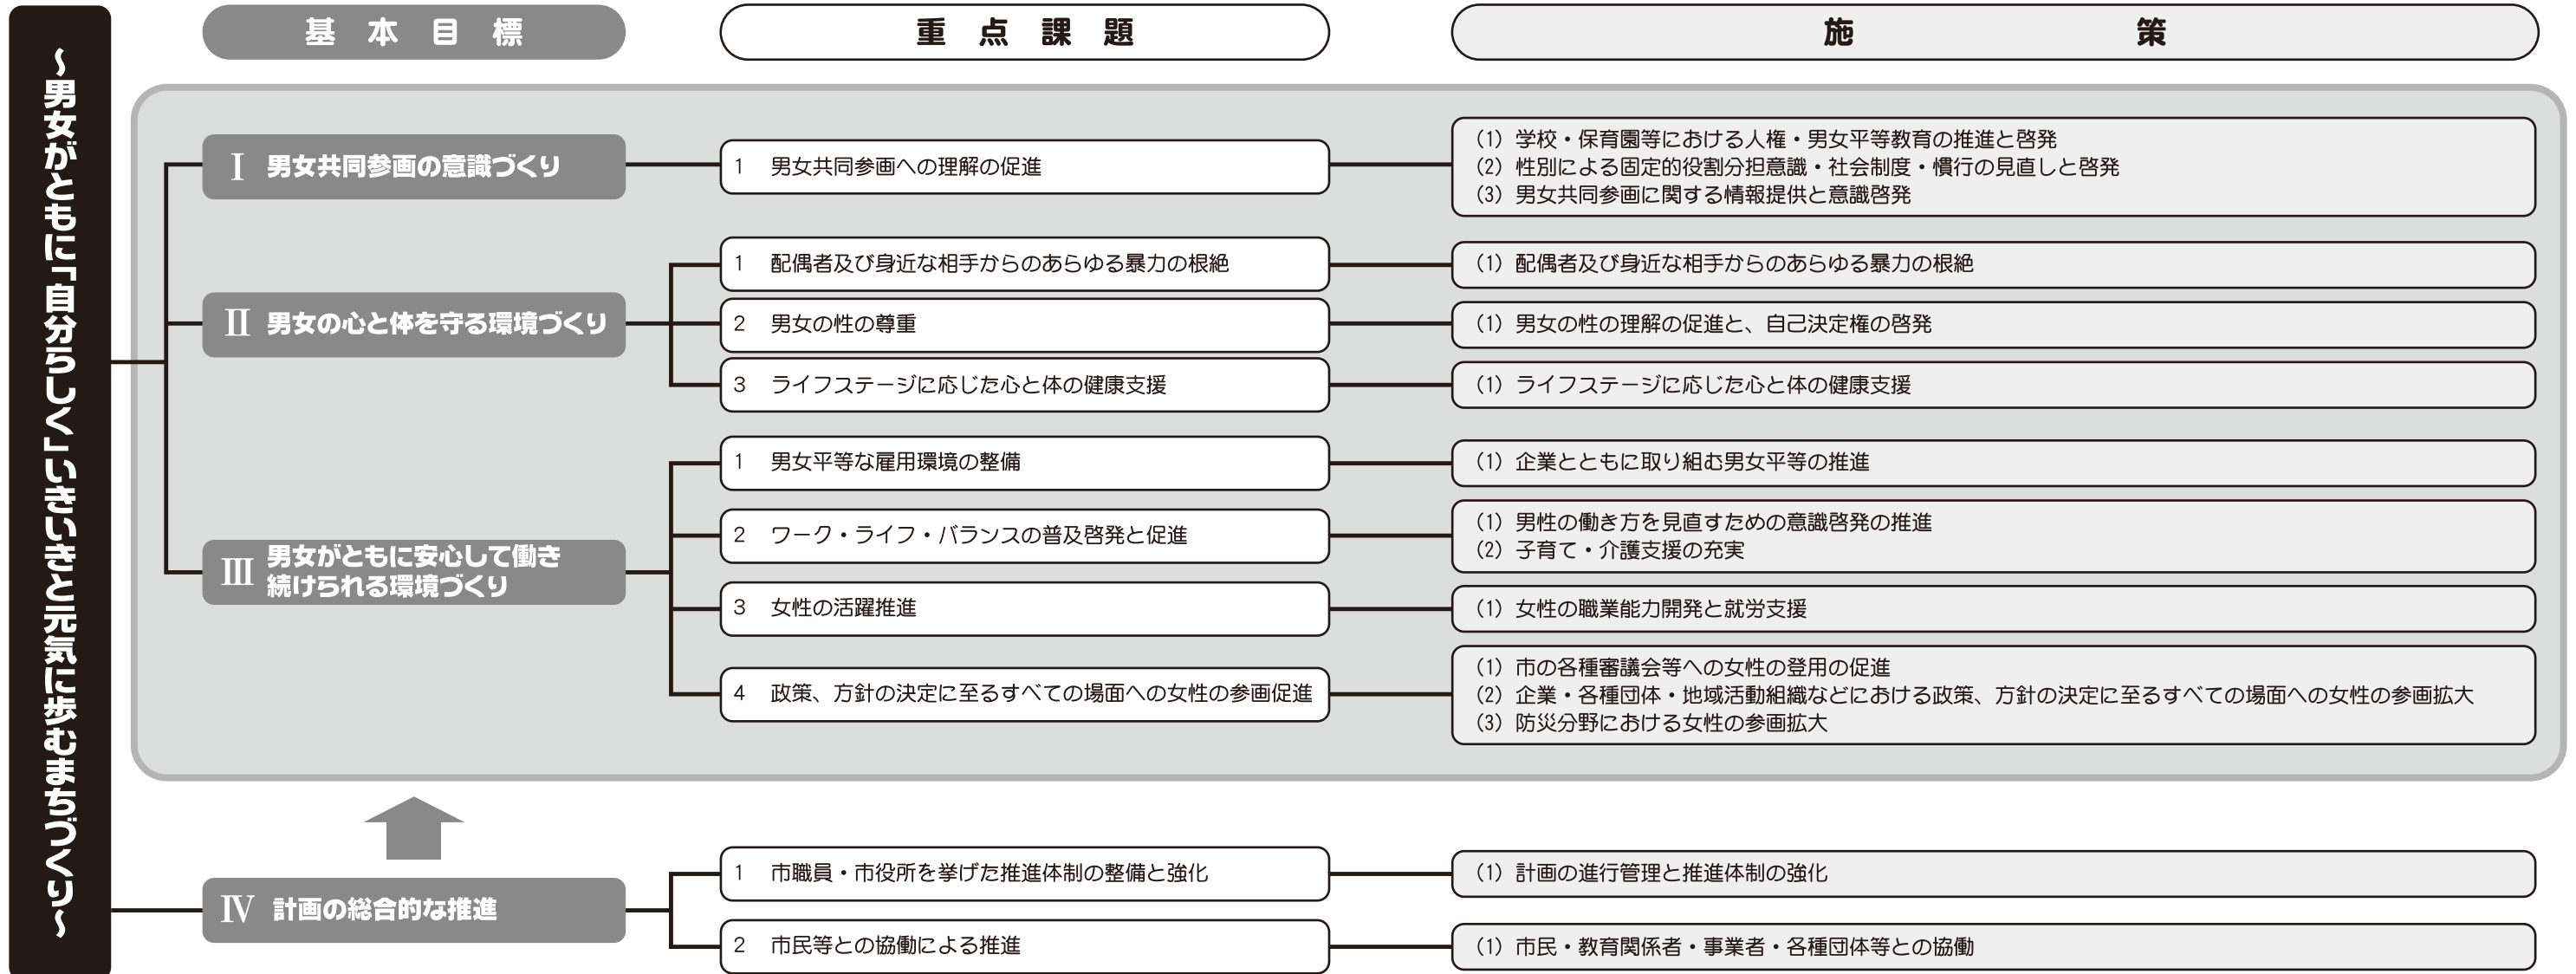 ～男女がともに「自分らしく」いきいきと元気に歩むまちづくり～
基本目標
重点課題
施策
Ⅰ 男女共同参画の意識づくり
1 男女共同参画への理解の促進
(1) 学校・保育園等における人権・男女平等教育の推進と啓発
(2) 性別による固定的役割分担意識・社会制度・慣行の見直しと啓発
(3) 男女共同参画に関する情報提供と意識啓発
Ⅱ 男女の心と体を守る環境づくり
1 配偶者及び身近な相手からのあらゆる暴力の根絶
(1) 配偶者及び身近な相手からのあらゆる暴力の根絶
2 男女の性の尊重
(1) 男女の性の理解の促進と、自己決定権の啓発
3 ライフステージに応じた心と体の健康支援
(1) ライフステージに応じた心と体の健康支援
Ⅲ 男女がともに安心して働き
続けられる環境づくり
1 男女平等な雇用環境の整備
(1) 企業とともに取り組む男女平等の推進
2 ワーク・ライフ・バランスの普及啓発と促進
(1) 男性の働き方を見直すための意識啓発の推進
(2) 子育て・介護支援の充実
3 女性の活躍推進
(1) 女性の職業能力開発と就労支援
4 政策、方針の決定に至るすべての場面への女性の参画促進
(1) 市の各種審議会等への女性の登用の促進
(2) 企業・各種団体・地域活動組織などにおける政策、方針の決定に至るすべての場面への女性の参画拡大
(3) 防災分野における女性の参画拡大
Ⅳ 計画の総合的な推進
1 市職員・市役所を挙げた推進体制の整備と強化
(1) 計画の進行管理と推進体制の強化
2 市民等との協働による推進
(1) 市民・教育関係者・事業者・各種団体等との協働